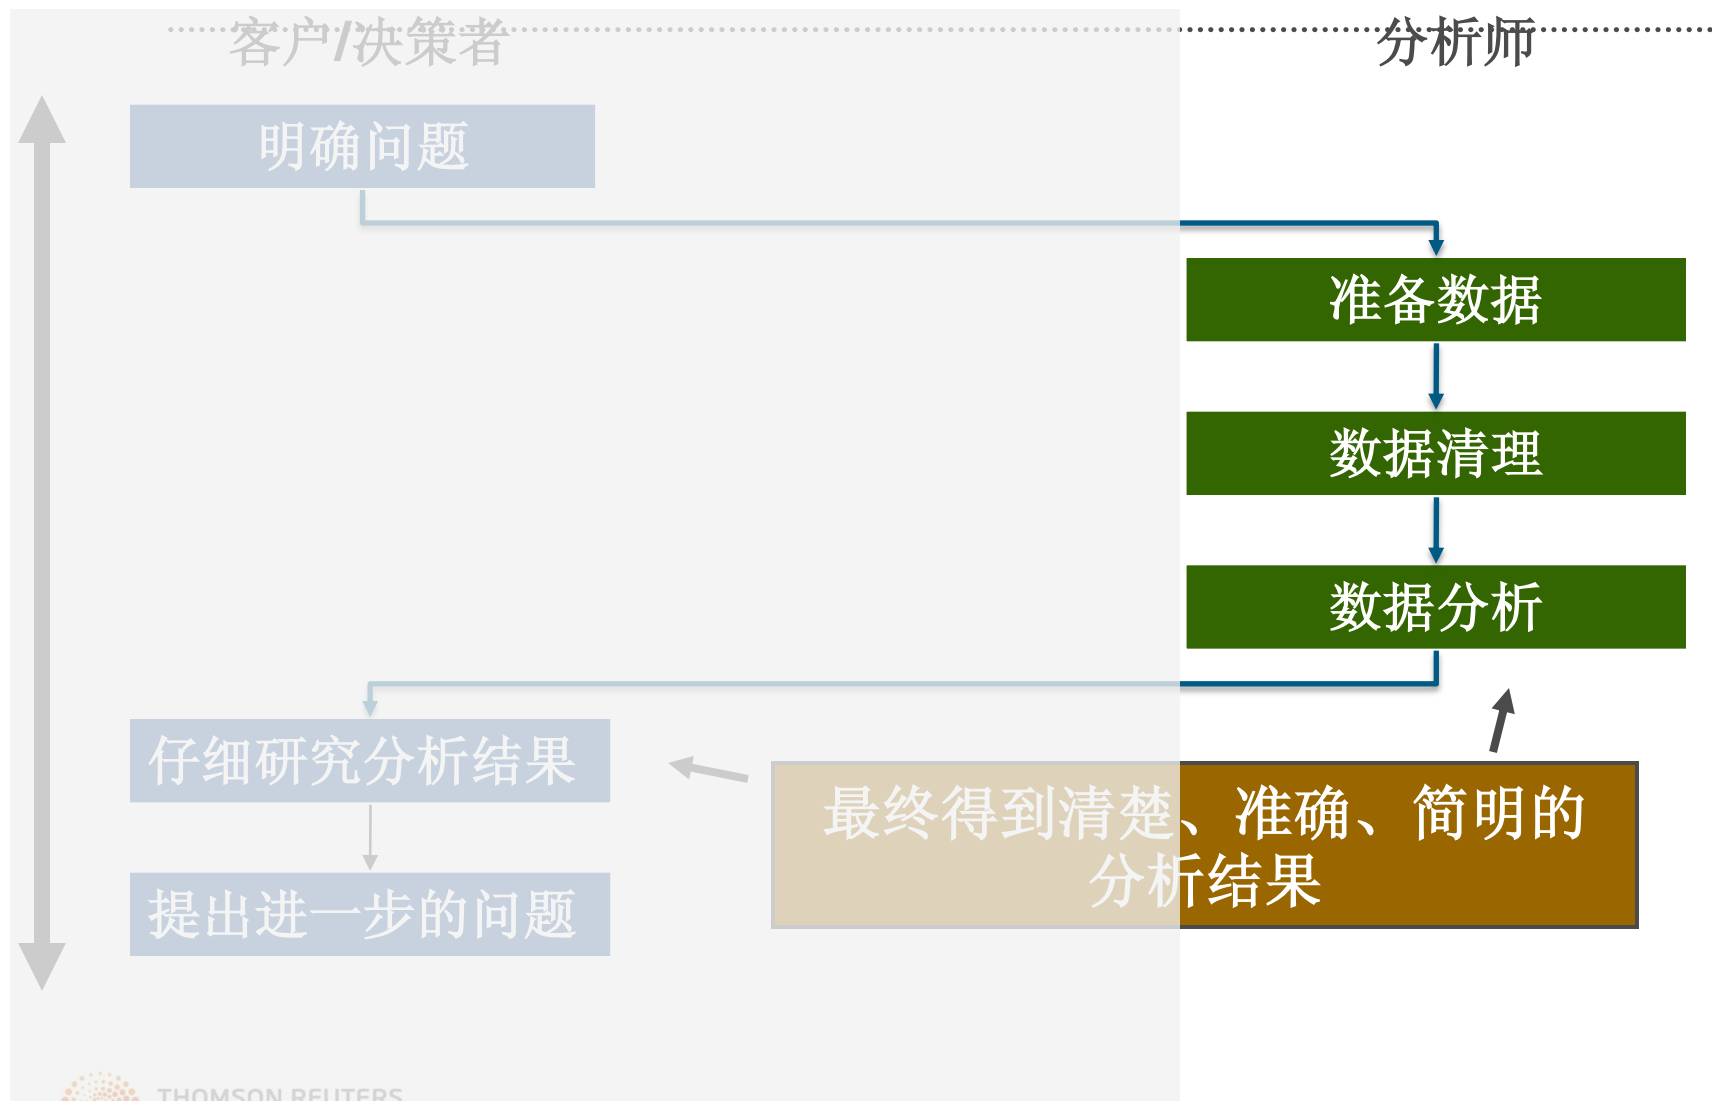 客户/决策者
分析师
明确问题
准备数据
数据清理
数据分析
仔细研究分析结果
最终得到清楚、准确、简明的
分析结果
提出进一步的问题
THOMSON REUTERS